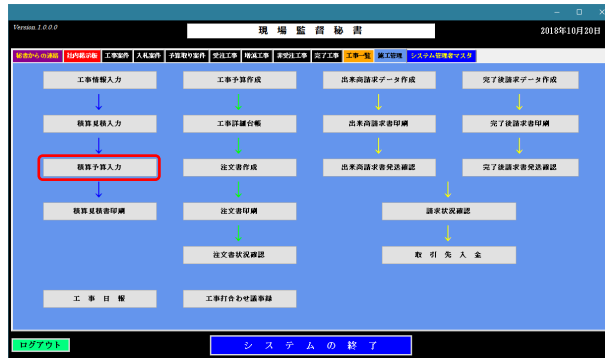 Version 1.0.0.0
現場監督秘書
2018年10月20日
秘書からの連絡 社内掲示板 工事案件 入札案件 予算取り案件 受注工事 増減工事 非受注工事 完了工事 工事一覧 施工管理 システム管理者マスタ
工事情報入力 工事予算作成 出来高請求データ作成 完了後請求データ作成
積算見積入力 工事詳細台帳 出来高請求書印刷 完了後請求書印刷
積算予算入力 注文書作成 出来高請求書発送確認 完了後請求書発送確認
積算見積書印刷 注文書印刷 請求状況確認
注文書状況確認 取引先入金
工事日報 工事打合わせ議事録
ログアウト システムの終了